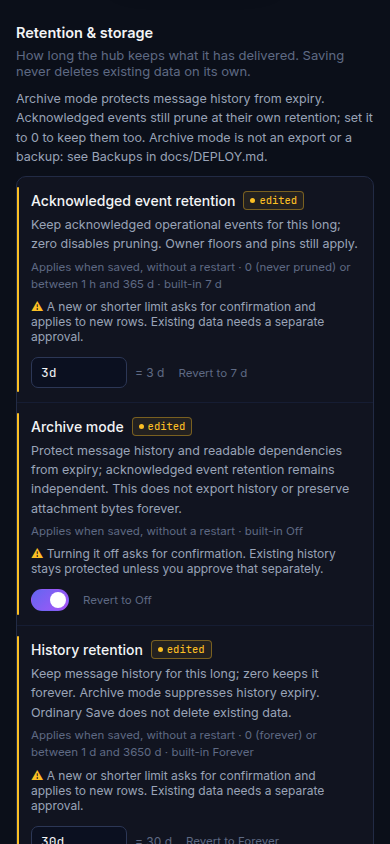 Retention & storage
How long the hub keeps what it has delivered. Saving
never deletes existing data on its own.
Archive mode protects message history from expiry.
Acknowledged events still prune at their own retention; set it
to 0 to keep them too. Archive mode is not an export or a
backup: see Backups in docs/DEPLOY.md.
Acknowledged event retention edited
Keep acknowledged operational events for this long;
zero disables pruning. Owner floors and pins still apply.
Applies when saved, without a restart · 0 (never pruned) or
between 1 h and 365 d · built-in 7 d
⚠ A new or shorter limit asks for confirmation and
applies to new rows. Existing data needs a separate
approval.
3d = 3 d Revert to 7 d
Archive mode edited
Protect message history and readable dependencies
from expiry; acknowledged event retention remains
independent. This does not export history or preserve
attachment bytes forever.
Applies when saved, without a restart · built-in Off
⚠ Turning it off asks for confirmation. Existing history
stays protected unless you approve that separately.
Revert to Off
History retention edited
Keep message history for this long; zero keeps it
forever. Archive mode suppresses history expiry.
Ordinary Save does not delete existing data.
Applies when saved, without a restart · 0 (forever) or
between 1 d and 3650 d · built-in Forever
⚠ A new or shorter limit asks for confirmation and
applies to new rows. Existing data needs a separate
approval.
30d = 30 d Revert to Forever